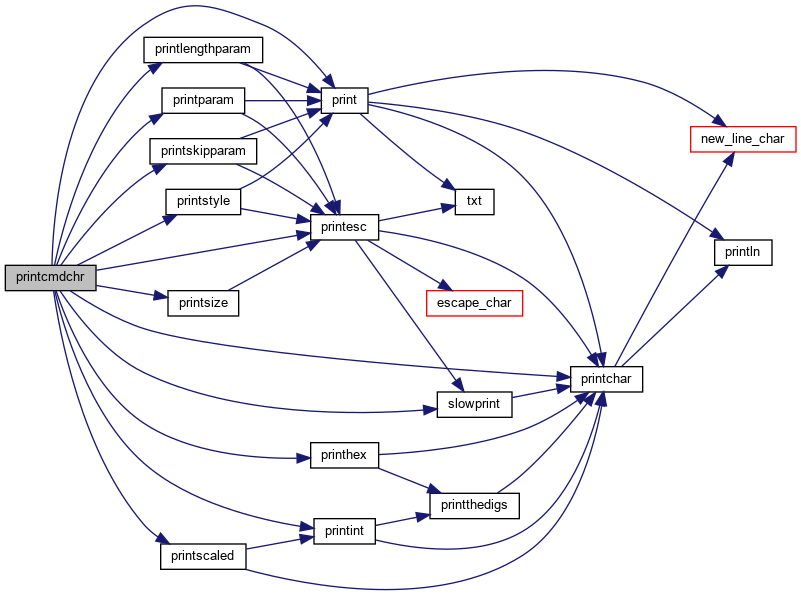 printlengthparam
printparam
print
new_line_char
printskipparam
printstyle
txt
printesc
println
printcmdchr
printsize
escape_char
printchar
slowprint
printhex
printthedigs
printint
printscaled